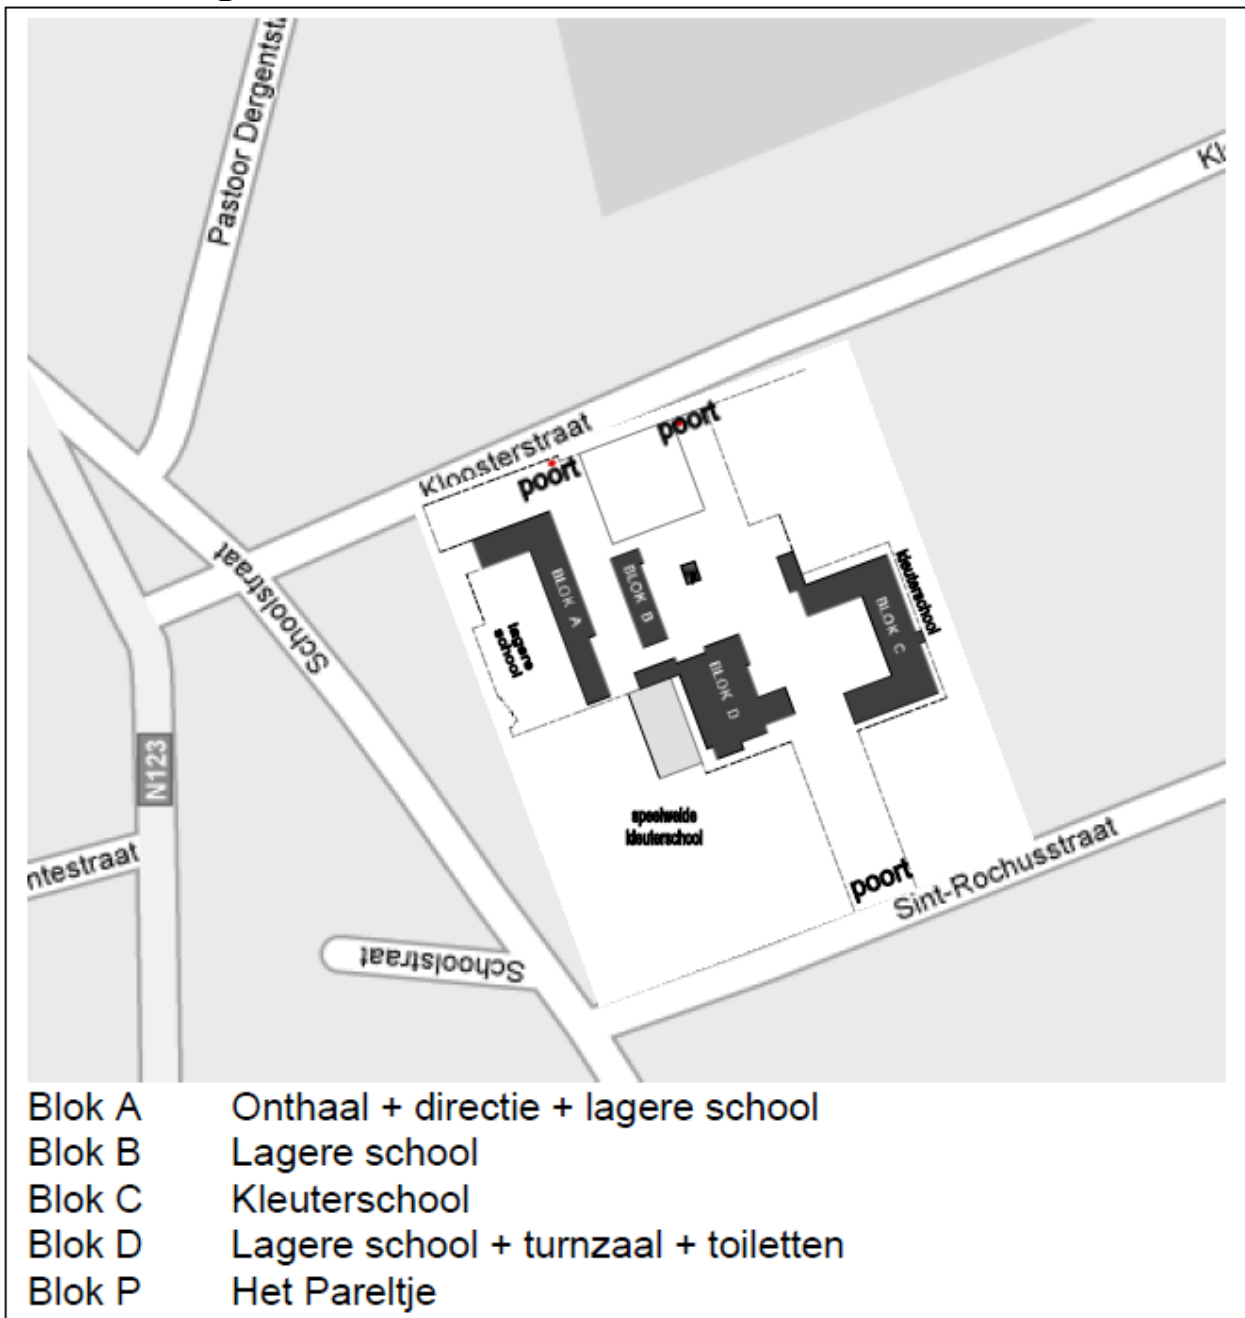 Pastoor Dergentst
Kl
Kloosterstraat
poort
poort
Schoolstraat
BLOK A
BLOK B
BLOK C
BLOK D
kleuterschool
lagere
school
N123
speelweide
kleuterschool
ntestraat
poort
Sint-Rochusstraat
Schoolstraat
Blok A Onthaal + directie + lagere school
Blok B Lagere school
Blok C Kleuterschool
Blok D Lagere school + turnzaal + toiletten
Blok P Het Pareltje